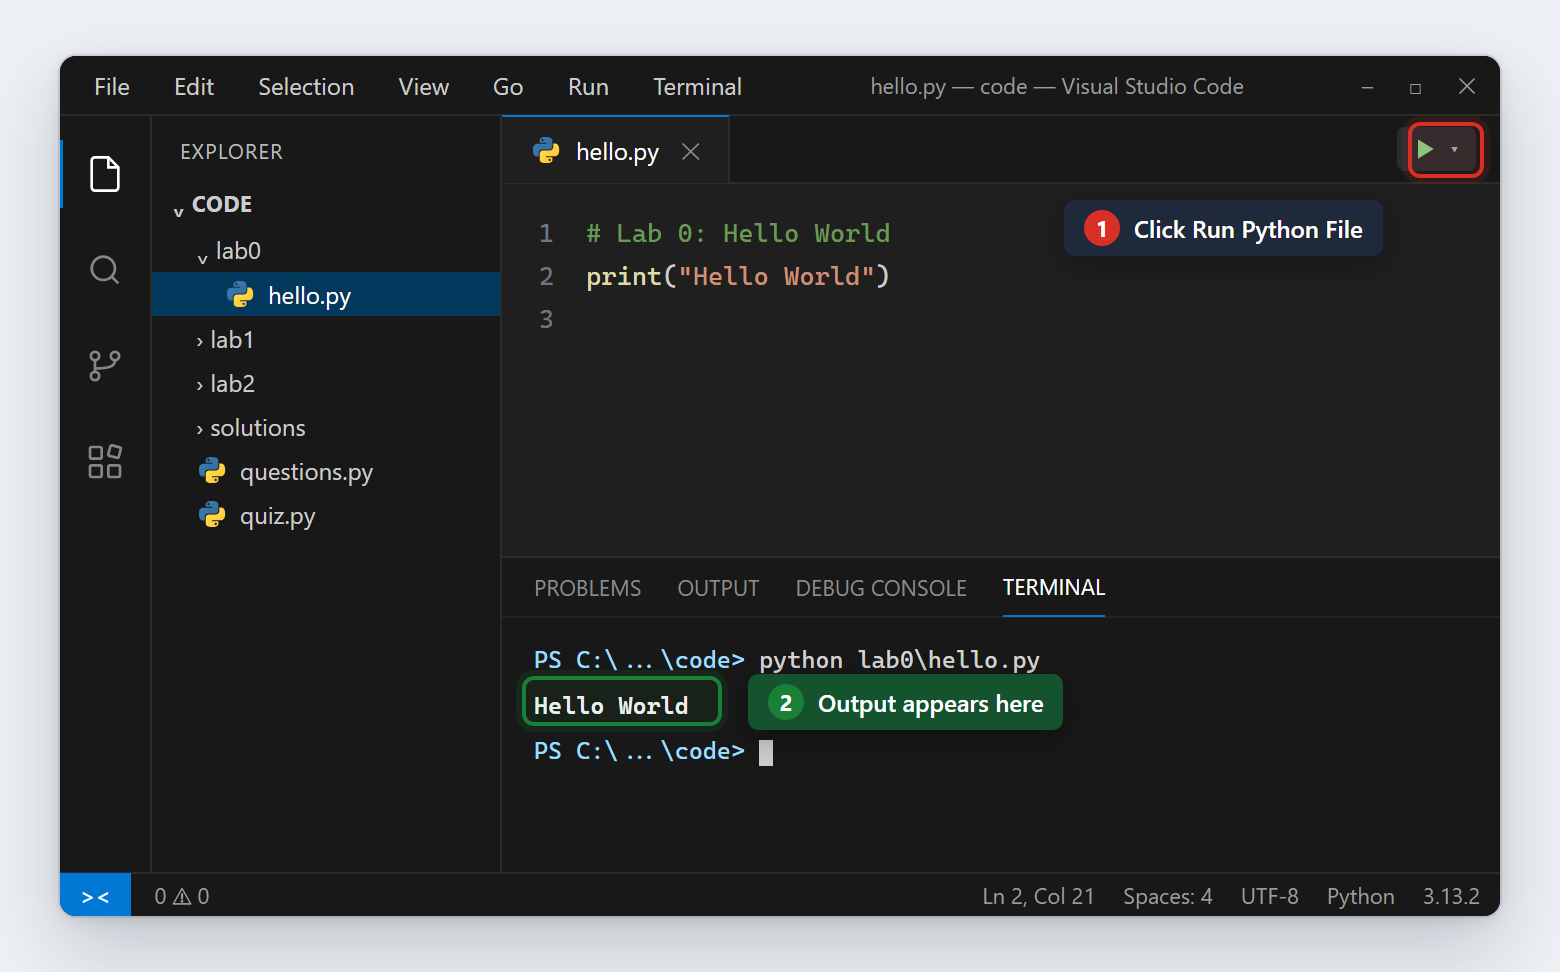 File Edit Selection View Go Run Terminal hello.py — code — Visual Studio Code
EXPLORER
CODE
lab0
hello.py
lab1
lab2
solutions
questions.py
quiz.py
hello.py
1 # Lab 0: Hello World
2 print("Hello World")
3
1 Click Run Python File
PROBLEMS OUTPUT DEBUG CONSOLE TERMINAL
PS C:\...\code> python lab0\hello.py
Hello World
2 Output appears here
PS C:\...\code>
>< 0 ⚠ 0 Ln 2, Col 21 Spaces: 4 UTF-8 Python 3.13.2